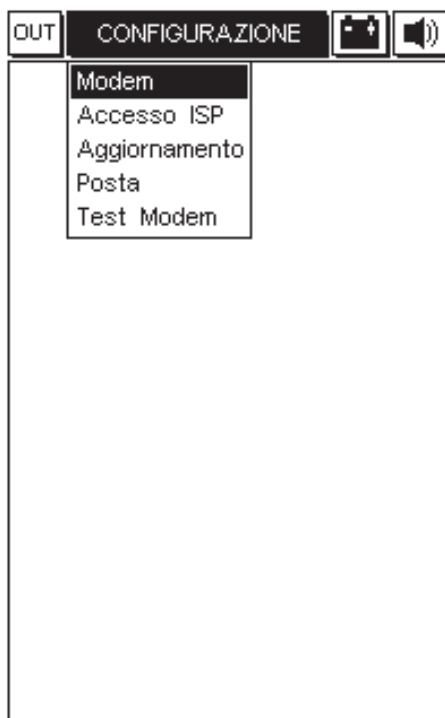 OUT CONFIGURAZIONE
Modem
Accesso ISP
Aggiornamento
Posta
Test Modem